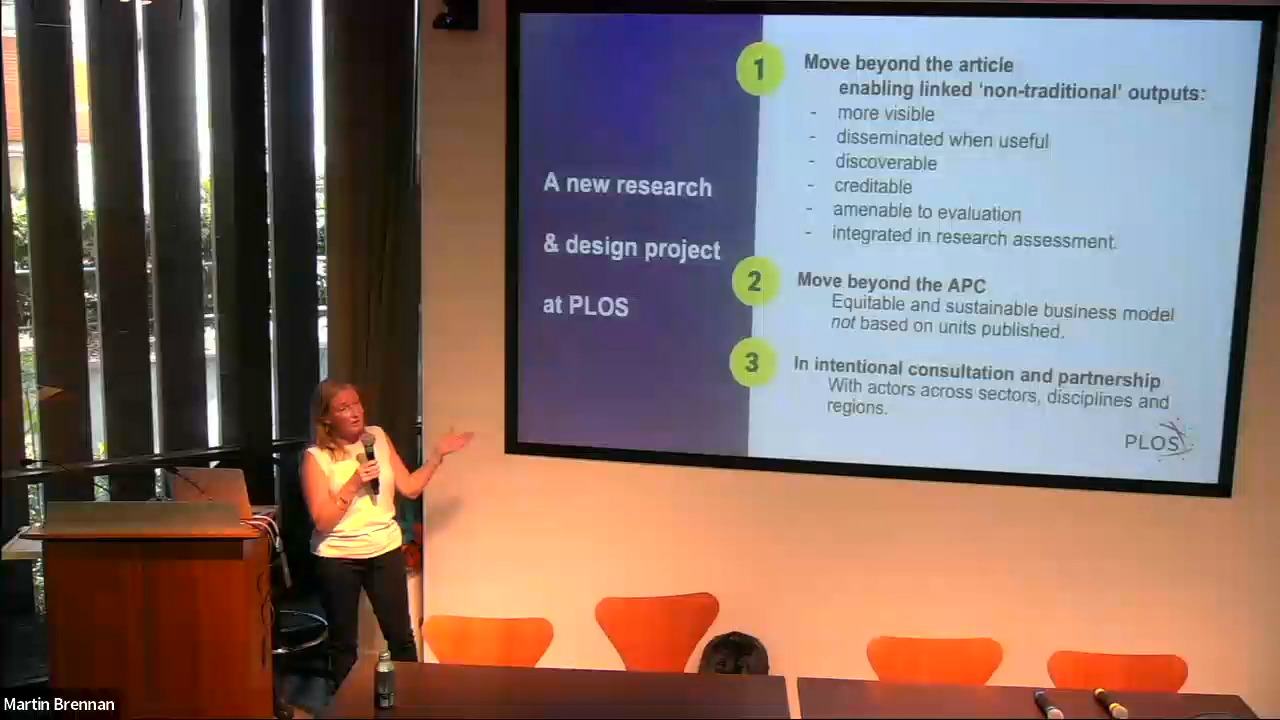 A new research
& design project
at PLOS
1
Move beyond the article
enabling linked 'non-traditional' outputs:
- more visible
- disseminated when useful
- discoverable
- creditable
- amenable to evaluation
- integrated in research assessment.
2
Move beyond the APC
Equitable and sustainable business model
not based on units published.
3
In intentional consultation and partnership
With actors across sectors, disciplines and
regions.
PLOS
Martin Brennan